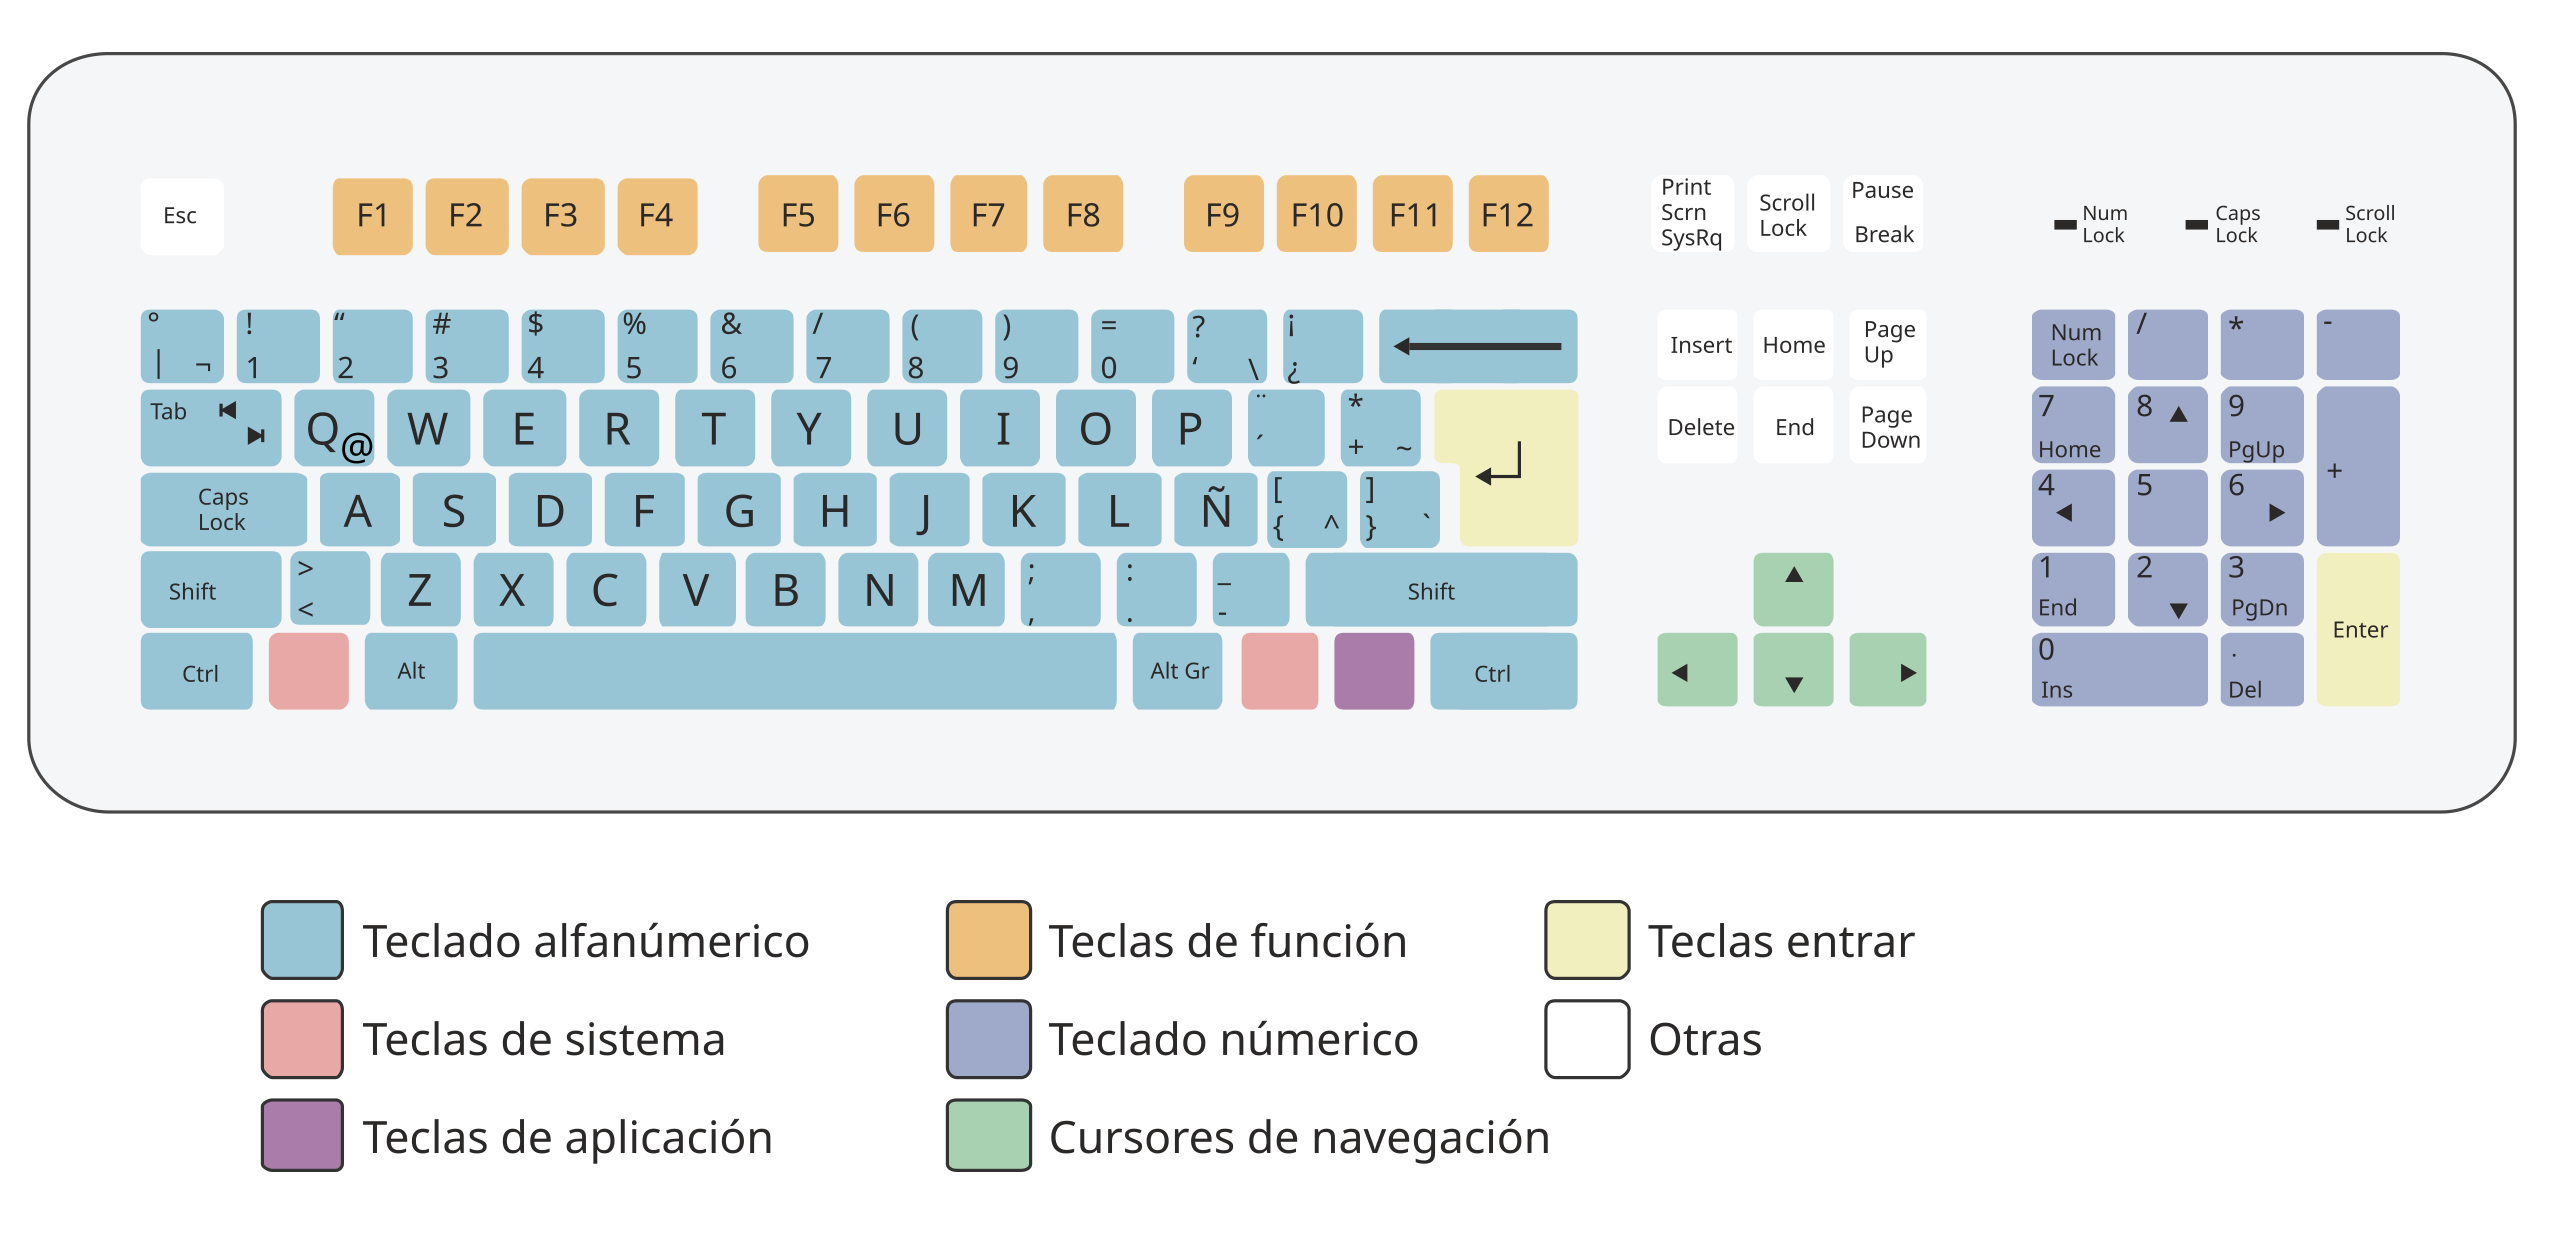 Esc F1 F2 F3 F4 F5 F6 F7 F8 F9 F10 F11 F12
Print
Scrn
SysRq
Scroll
Lock
Pause
Break
Num
Lock
Caps
Lock
Scroll
Lock
° ! “ # $ % & / ( ) = ? ¡
| ¬ 1 2 3 4 5 6 7 8 9 0 ‘ \ ¿
Insert Home
Page
Up
Num
Lock
/ * -
Tab Q@ W E R T Y U I O P
¨ *
´ + ~
Delete End
Page
Down
7 8 9
Home PgUp
+
Caps
Lock
A S D F G H J K L Ñ
[ ]
{ ^ } `
4 5 6
Shift
>
<
Z X C V B N M
; : _
, . -
Shift
1 2 3
End PgDn
Enter
Ctrl Alt Alt Gr Ctrl
0 .
Ins Del
Teclado alfanúmerico
Teclas de función
Teclas entrar
Teclas de sistema
Teclado númerico
Otras
Teclas de aplicación
Cursores de navegación